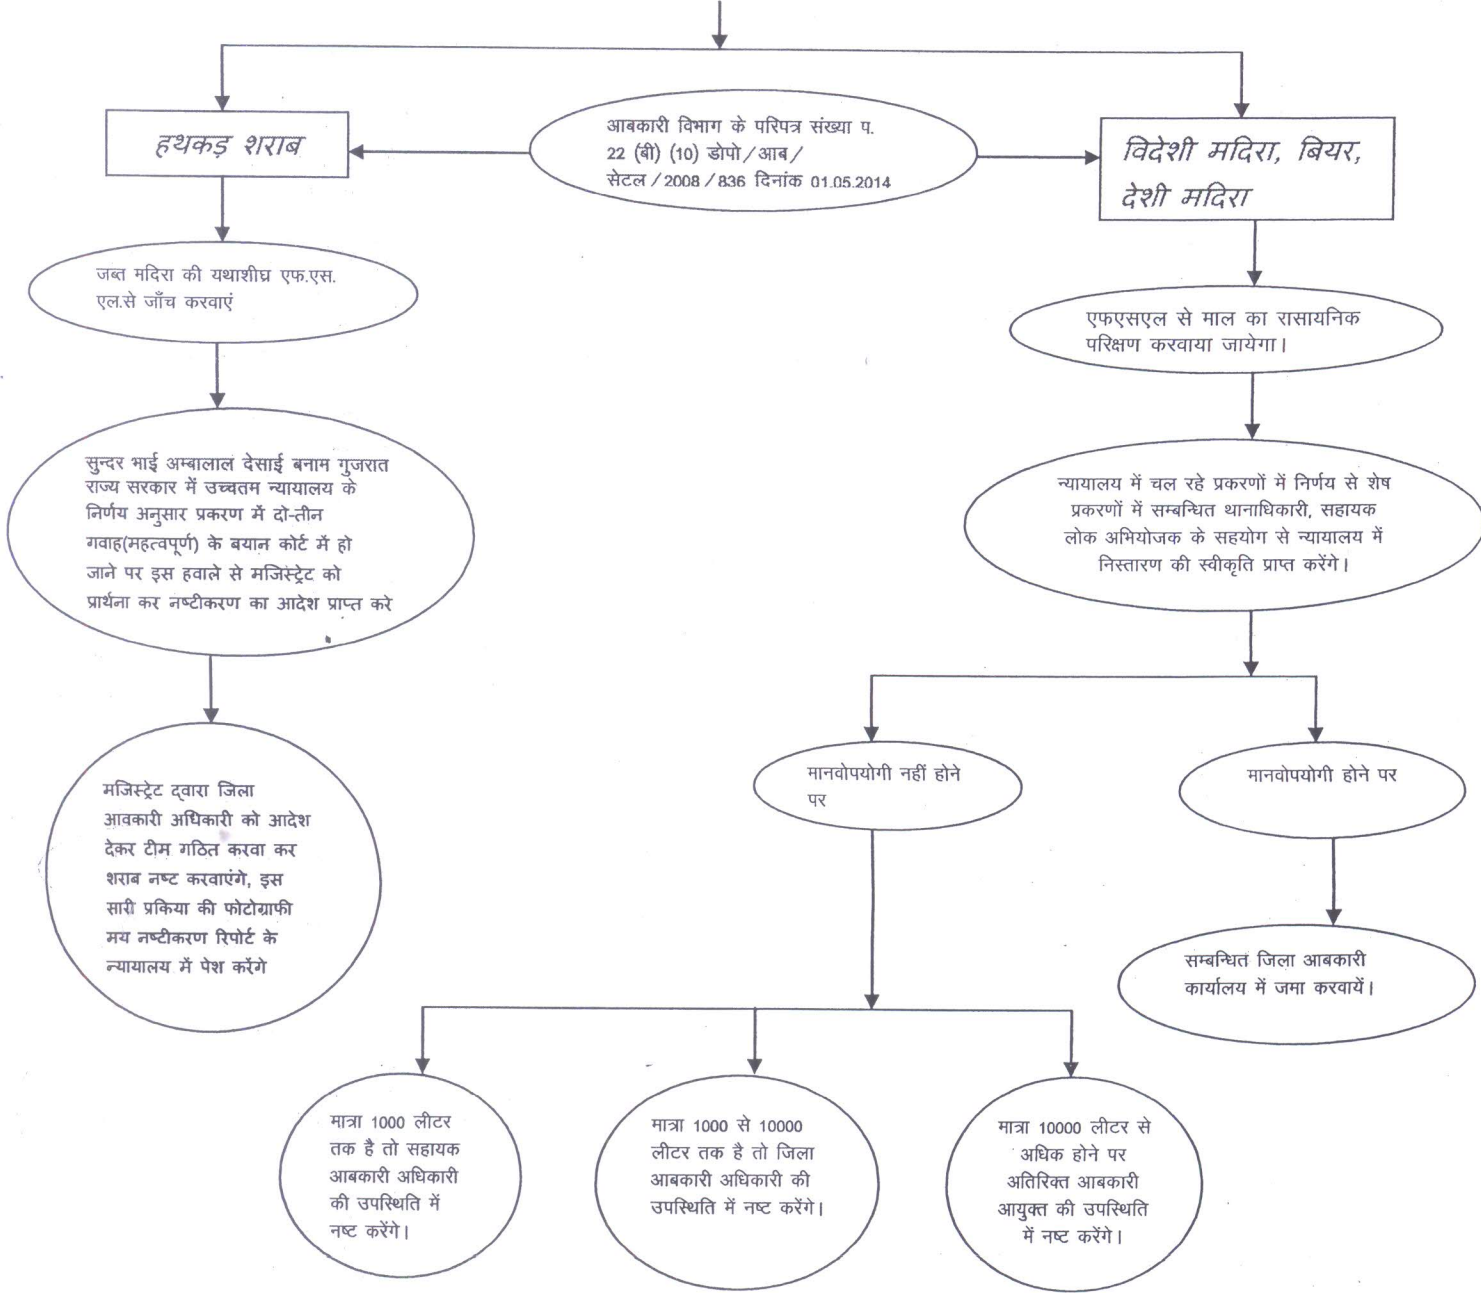 हथकड़ शराब
आबकारी विभाग के परिपत्र संख्या प.
22 (बी) (10) डोपो/आब/
सेटल/2008/836 दिनांक 01.05.2014
विदेशी मदिरा, बियर,
देशी मदिरा
जब्त मदिरा की यथाशीघ्र एफ.एस.
एल.से जाँच करवाएं
एफएसएल से माल का रासायनिक
परिक्षण करवाया जायेगा।
सुन्दर भाई अम्बालाल देसाई बनाम गुजरात
राज्य सरकार में उच्चतम न्यायालय के
निर्णय अनुसार प्रकरण में दो-तीन
गवाह(महत्वपूर्ण) के बयान कोर्ट में हो
जाने पर इस हवाले से मजिस्ट्रेट को
प्रार्थना कर नष्टीकरण का आदेश प्राप्त करे
न्यायालय में चल रहे प्रकरणों में निर्णय से शेष
प्रकरणों में सम्बन्धित थानाधिकारी, सहायक
लोक अभियोजक के सहयोग से न्यायालय में
निस्तारण की स्वीकृति प्राप्त करेंगे।
मजिस्ट्रेट द्वारा जिला
आवकारी अधिकारी को आदेश
देकर टीम गठित करवा कर
शराब नष्ट करवाएंगे, इस
सारी प्रकिया की फोटोग्राफी
मय नष्टीकरण रिपोर्ट के
न्यायालय में पेश करेंगे
मानवोपयोगी नहीं होने
पर
मानवोपयोगी होने पर
सम्बन्धित जिला आबकारी
कार्यालय में जमा करवायें।
मात्रा 1000 लीटर
तक है तो सहायक
आबकारी अधिकारी
की उपस्थिति में
नष्ट करेंगे।
मात्रा 1000 से 10000
लीटर तक है तो जिला
आबकारी अधिकारी की
उपस्थिति में नष्ट करेंगे।
मात्रा 10000 लीटर से
अधिक होने पर
अतिरिक्त आबकारी
आयुक्त की उपस्थिति
में नष्ट करेंगे।